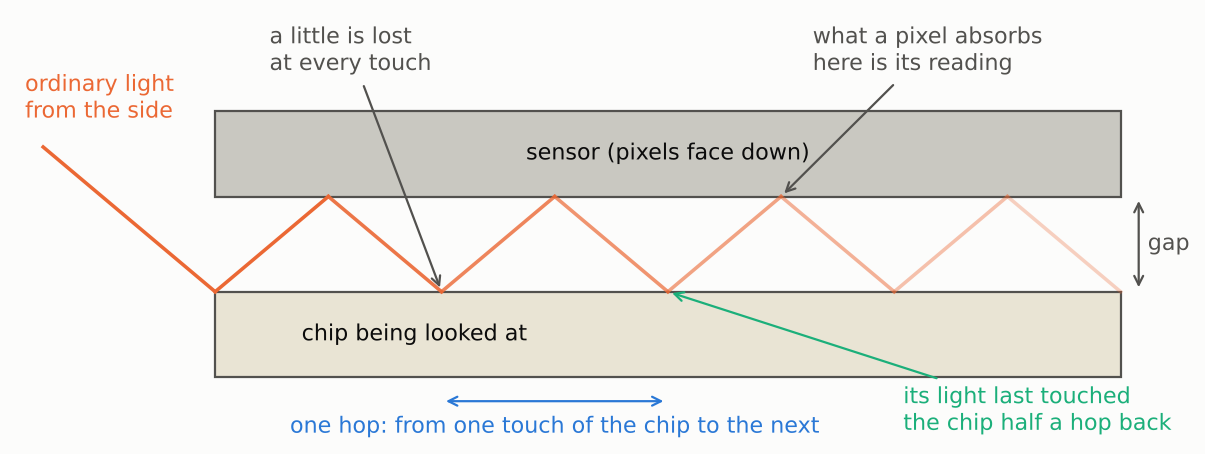 a little is lost
at every touch
what a pixel absorbs
here is its reading
ordinary light
from the side
sensor (pixels face down)
gap
chip being looked at
its light last touched
the chip half a hop back
one hop: from one touch of the chip to the next